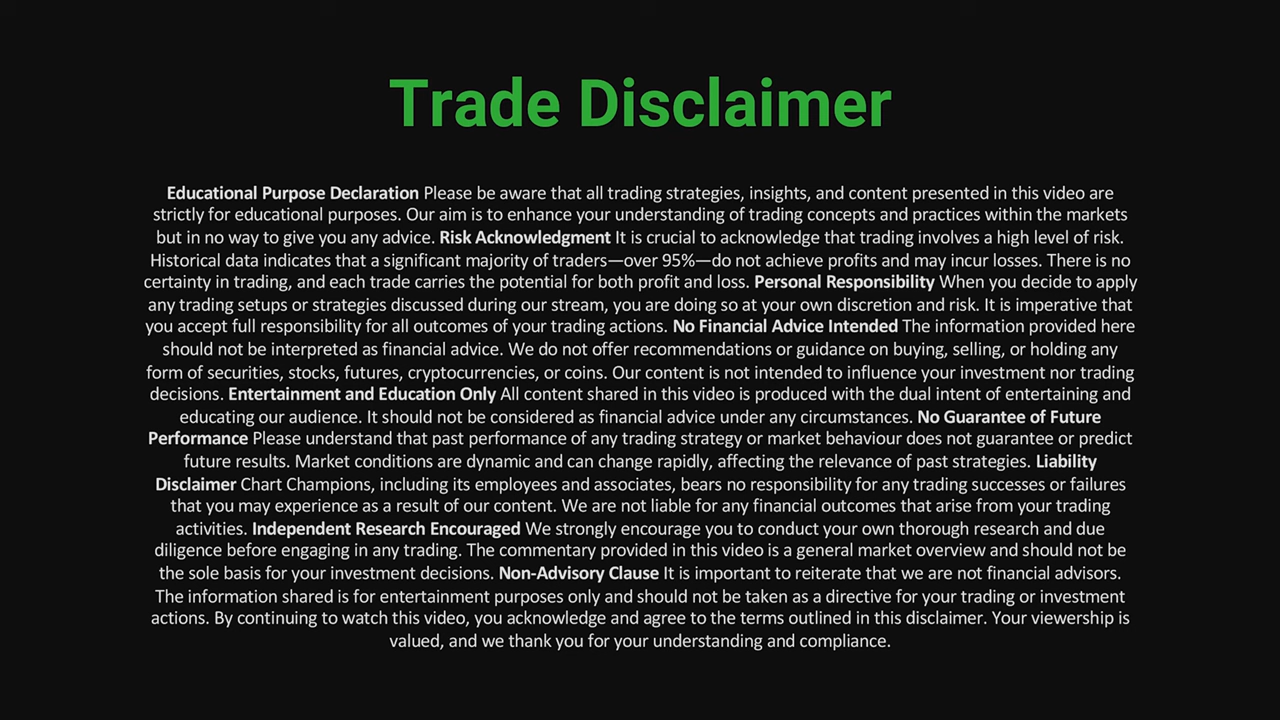 Trade Disclaimer
Educational Purpose Declaration Please be aware that all trading strategies, insights, and content presented in this video are
strictly for educational purposes. Our aim is to enhance your understanding of trading concepts and practices within the markets
but in no way to give you any advice. Risk Acknowledgment It is crucial to acknowledge that trading involves a high level of risk.
Historical data indicates that a significant majority of traders—over 95%—do not achieve profits and may incur losses. There is no
certainty in trading, and each trade carries the potential for both profit and loss. Personal Responsibility When you decide to apply
any trading setups or strategies discussed during our stream, you are doing so at your own discretion and risk. It is imperative that
you accept full responsibility for all outcomes of your trading actions. No Financial Advice Intended The information provided here
should not be interpreted as financial advice. We do not offer recommendations or guidance on buying, selling, or holding any
form of securities, stocks, futures, cryptocurrencies, or coins. Our content is not intended to influence your investment nor trading
decisions. Entertainment and Education Only All content shared in this video is produced with the dual intent of entertaining and
educating our audience. It should not be considered as financial advice under any circumstances. No Guarantee of Future
Performance Please understand that past performance of any trading strategy or market behaviour does not guarantee or predict
future results. Market conditions are dynamic and can change rapidly, affecting the relevance of past strategies. Liability
Disclaimer Chart Champions, including its employees and associates, bears no responsibility for any trading successes or failures
that you may experience as a result of our content. We are not liable for any financial outcomes that arise from your trading
activities. Independent Research Encouraged We strongly encourage you to conduct your own thorough research and due
diligence before engaging in any trading. The commentary provided in this video is a general market overview and should not be
the sole basis for your investment decisions. Non-Advisory Clause It is important to reiterate that we are not financial advisors.
The information shared is for entertainment purposes only and should not be taken as a directive for your trading or investment
actions. By continuing to watch this video, you acknowledge and agree to the terms outlined in this disclaimer. Your viewership is
valued, and we thank you for your understanding and compliance.